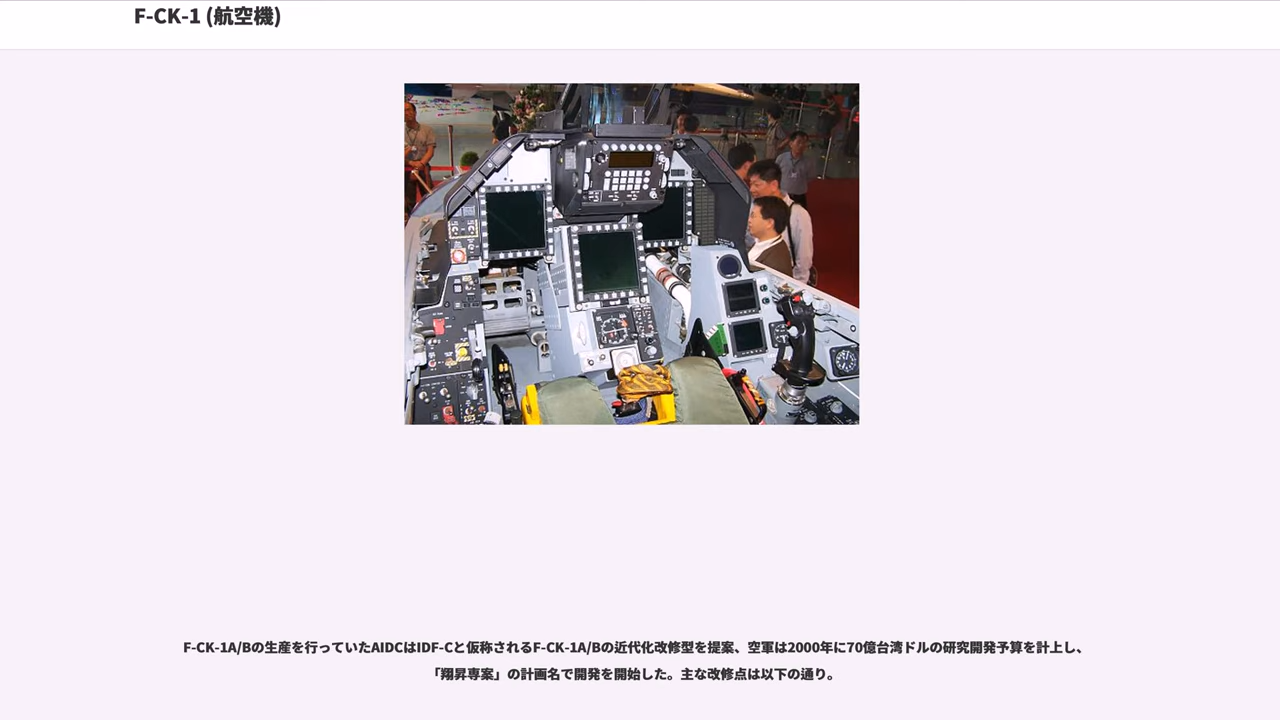 F-CK-1 (航空機)
F-CK-1A/Bの生産を行っていたAIDCはIDF-Cと仮称されるF-CK-1A/Bの近代化改修型を提案、空軍は2000年に70億台湾ドルの研究開発予算を計上し、
「翔昇専案」の計画名で開発を開始した。主な改修点は以下の通り。